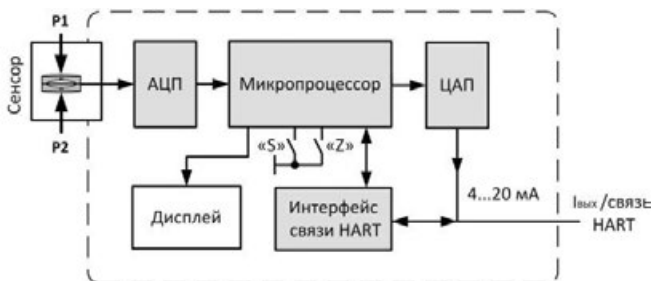 P1
Сенсор
P2
АЦП
Микропроцессор
ЦАП
«S»
«Z»
Дисплей
Интерфейс
связи HART
4...20 мА
Iвых/связь
HART